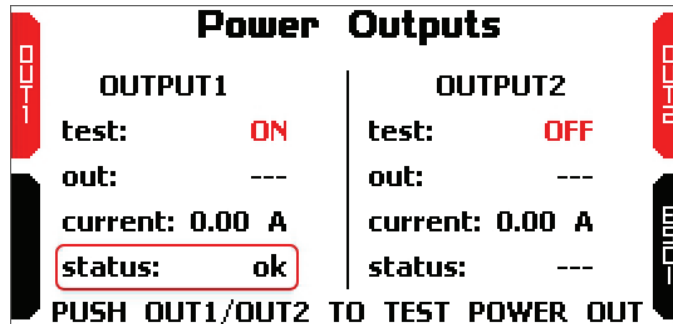 Power Outputs
OUT1
OUT2
OUTPUT1
OUTPUT2
test: ON
test: OFF
out: ---
out: ---
current: 0.00 A
current: 0.00 A
status: ok
status: ---
PUSH OUT1/OUT2 TO TEST POWER OUT